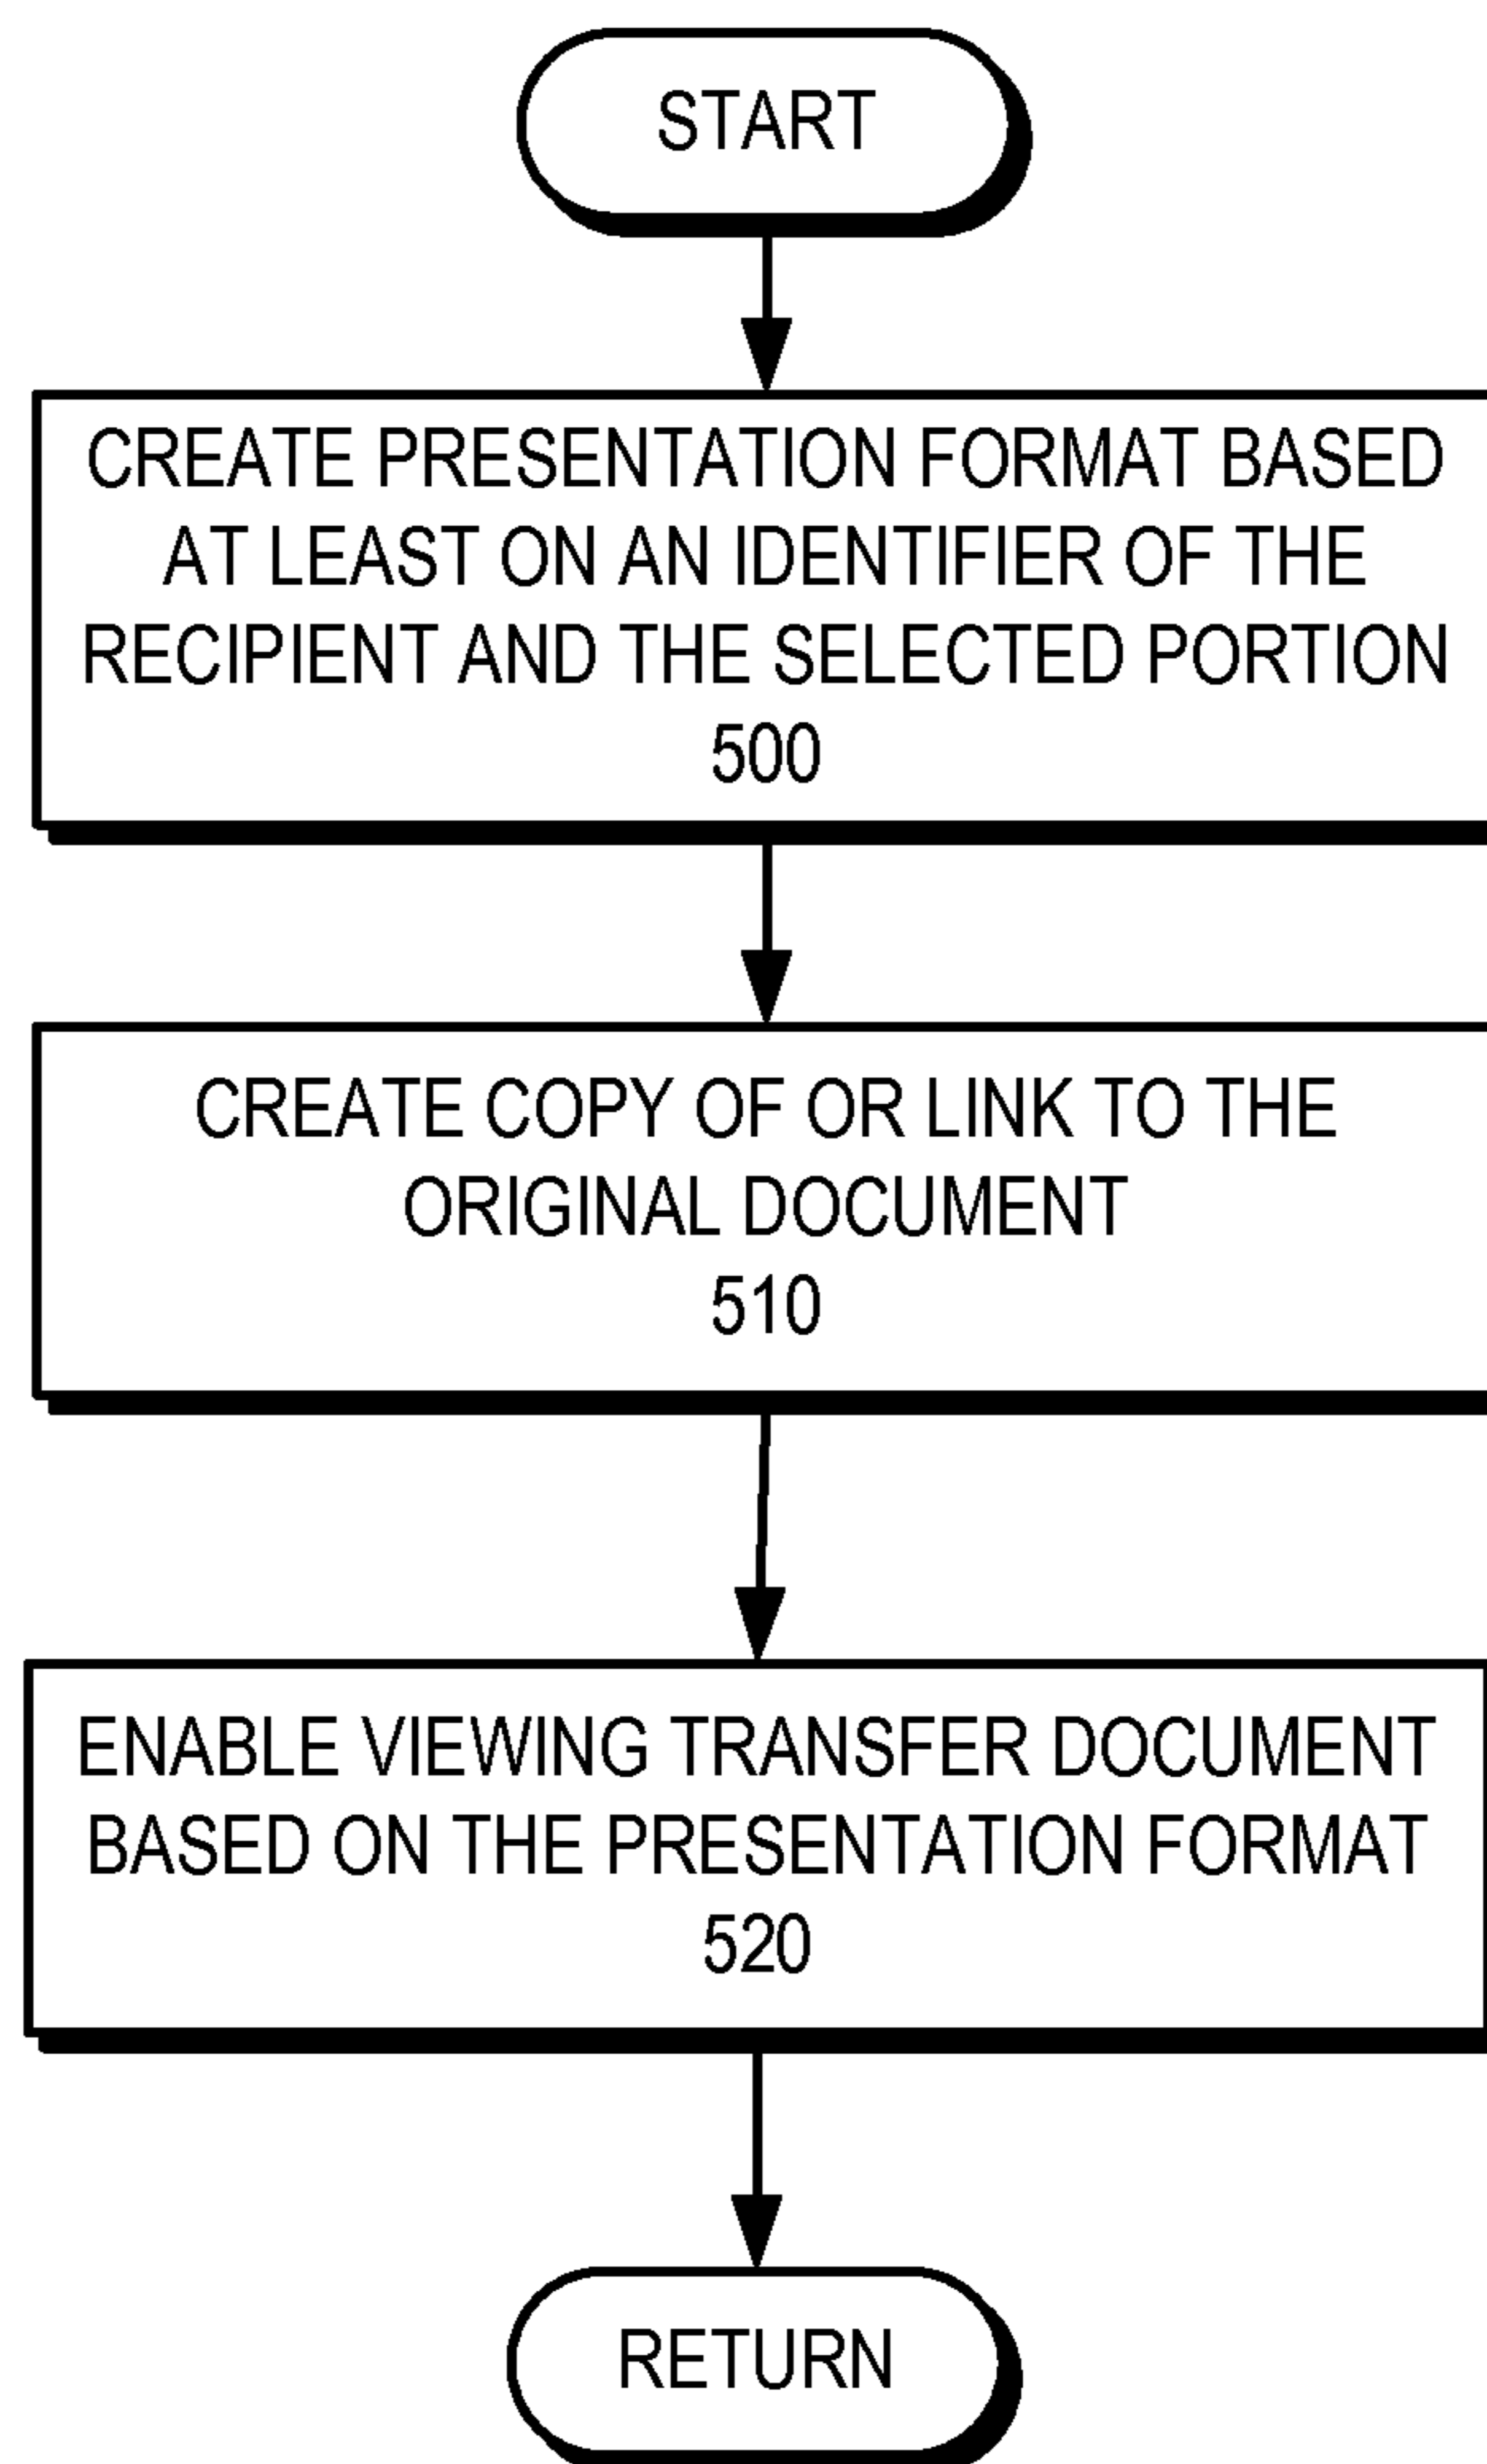 START
CREATE PRESENTATION FORMAT BASED
AT LEAST ON AN IDENTIFIER OF THE
RECIPIENT AND THE SELECTED PORTION
500
CREATE COPY OF OR LINK TO THE
ORIGINAL DOCUMENT
510
ENABLE VIEWING TRANSFER DOCUMENT
BASED ON THE PRESENTATION FORMAT
520
RETURN